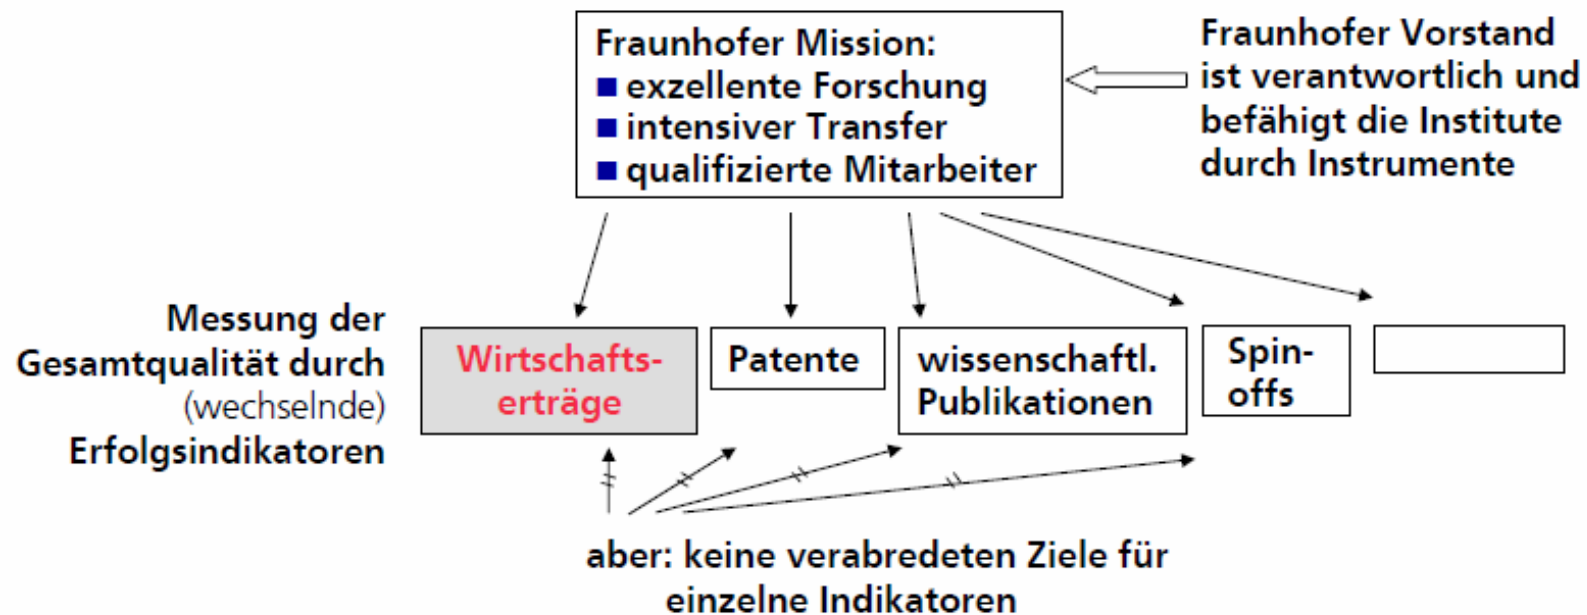 Fraunhofer Mission:
■ exzellente Forschung
■ intensiver Transfer
■ qualifizierte Mitarbeiter
Fraunhofer Vorstand
ist verantwortlich und
befähigt die Institute
durch Instrumente
Messung der
Gesamtqualität durch
(wechselnde)
Erfolgsindikatoren
Wirtschafts-
erträge
Patente
wissenschaftl.
Publikationen
Spin-
offs
aber: keine verabredeten Ziele für
einzelne Indikatoren